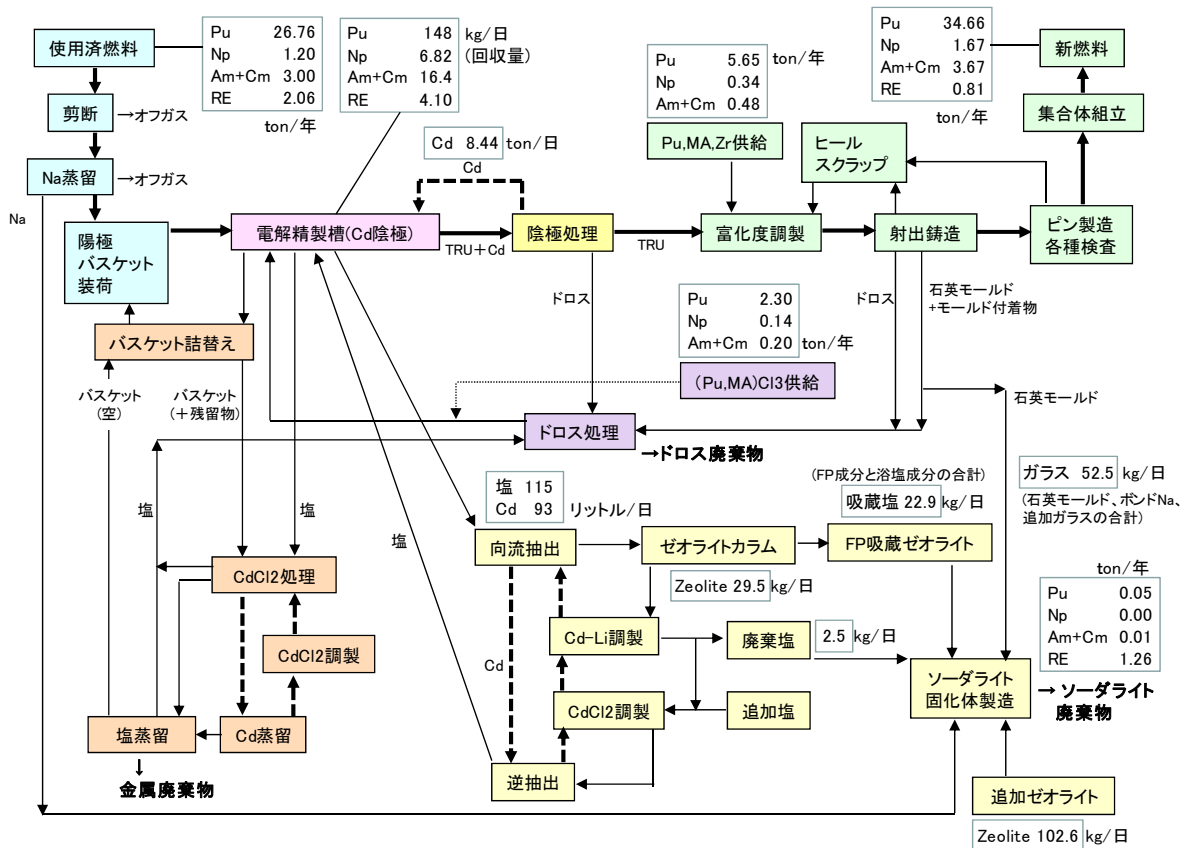 使用済燃料
Pu 26.76
Np 1.20
Am+Cm 3.00
RE 2.06
ton/年
Pu 148
Np 6.82
Am+Cm 16.4
RE 4.10
kg/日
(回収量)
Pu 5.65
Np 0.34
Am+Cm 0.48
ton/年
Pu 34.66
Np 1.67
Am+Cm 3.67
RE 0.81
ton/年
新燃料
剪断
→オフガス
集合体組立
Cd 8.44 ton/日
Cd
Pu,MA,Zr供給
ヒール
スクラップ
Na蒸留
→オフガス
Na
陽極
バスケット
装荷
電解精製槽(Cd陰極)
TRU+Cd
陰極処理
TRU
富化度調製
射出鋳造
ピン製造
各種検査
ドロス
ドロス
石英モールド
+モールド付着物
Pu 2.30
Np 0.14
Am+Cm 0.20
ton/年
バスケット詰替え
(Pu,MA)Cl3供給
バスケット
(空)
バスケット
(+残留物)
石英モールド
ドロス処理
→ドロス廃棄物
塩
塩
塩
塩 115
Cd 93
リットル/日
(FP成分と浴塩成分の合計)
吸蔵塩 22.9 kg/日
ガラス 52.5 kg/日
(石英モールド、ボンドNa、
追加ガラスの合計)
向流抽出
ゼオライトカラム
FP吸蔵ゼオライト
CdCl2処理
Zeolite 29.5 kg/日
ton/年
Pu 0.05
Np 0.00
Am+Cm 0.01
RE 1.26
Cd-Li調製
廃棄塩
2.5 kg/日
CdCl2調製
Cd
ソーダライト
固化体製造
→ ソーダライト
廃棄物
CdCl2調製
追加塩
塩蒸留
Cd蒸留
↓
金属廃棄物
逆抽出
追加ゼオライト
Zeolite 102.6 kg/日